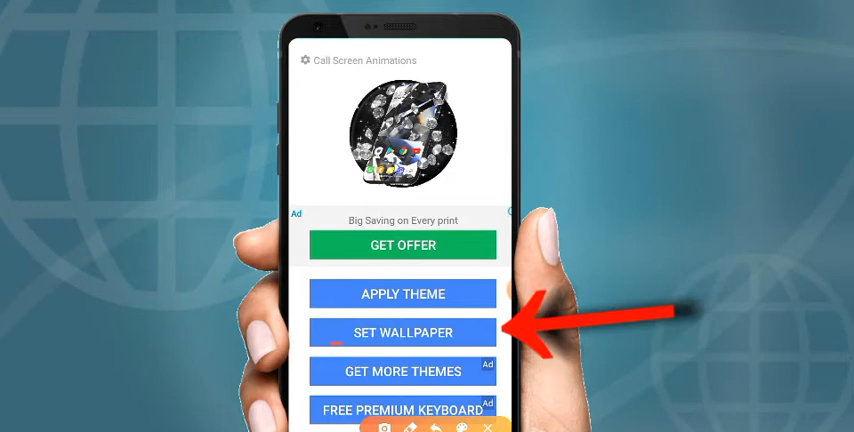 Call Screen Animations
Ad
Big Saving on Every print
GET OFFER
APPLY THEME
SET WALLPAPER
GET MORE THEMES
Ad
FREE PREMIUM KEYBOARD
Ad